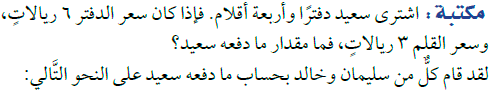 مكتبة : اشترى سعيد دفترًا وأربعة أقلام. فإذا كان سعر الدفتر ٦ ريالاتٍ،
وسعر القلم ٣ ريالاتٍ، فما مقدار ما دفعه سعيد؟
لقد قام كلٌّ من سليمان وخالد بحساب ما دفعه سعيد على النحو التَّالي: